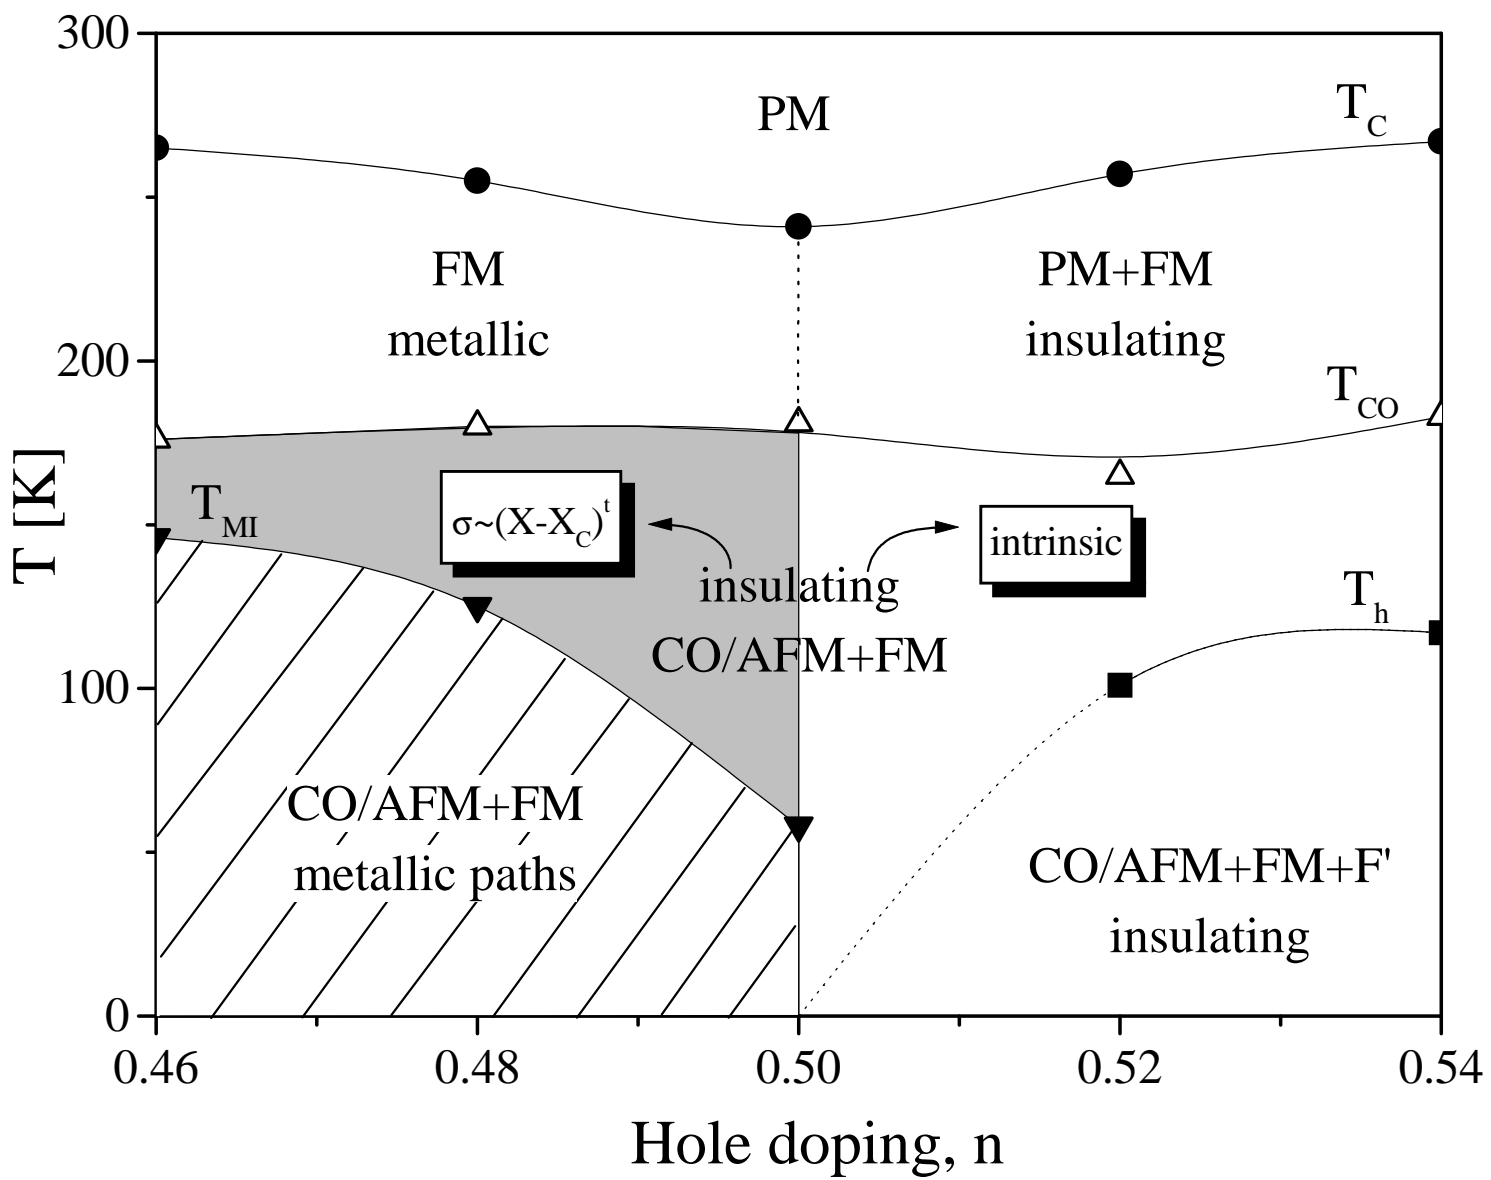 300
PM
T_C
FM
metallic
PM+FM
insulating
200
T_CO
T [K]
T_MI
σ~(X-X_C)^t
intrinsic
insulating
CO/AFM+FM
T_h
100
CO/AFM+FM
metallic paths
CO/AFM+FM+F'
insulating
0
0.46 0.48 0.50 0.52 0.54
Hole doping, n